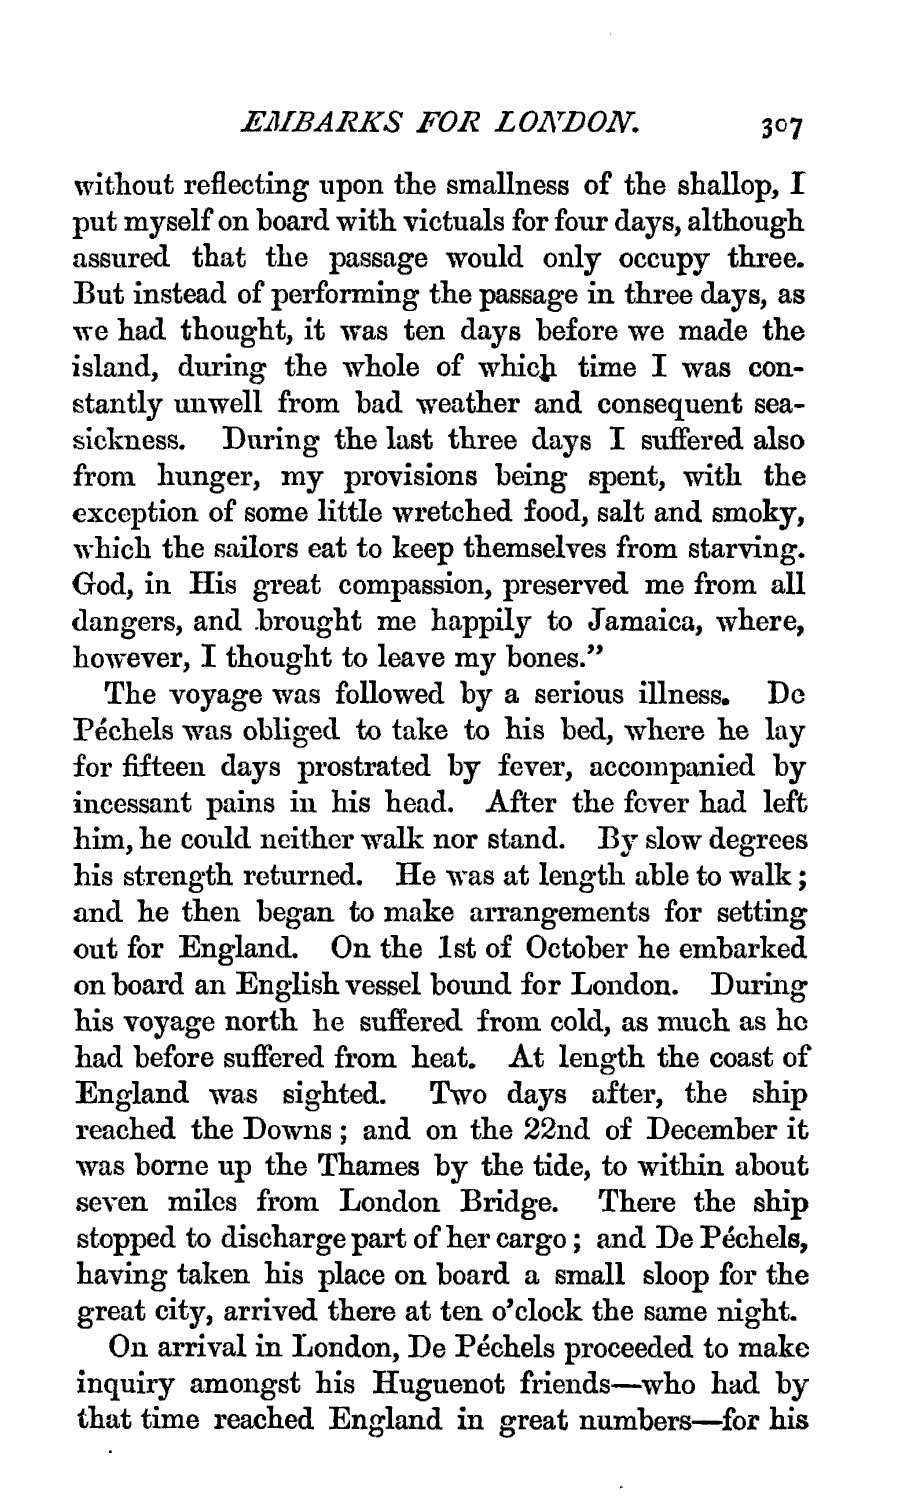 EMBARKS FOR LONDON. 307
without reflecting upon the smallness of the shallop, I
put myself on board with victuals for four days, although
assured that the passage would only occupy three.
But instead of performing the passage in three days, as
we had thought, it was ten days before we made the
island, during the whole of which time I was con-
stantly unwell from bad weather and consequent sea-
sickness. During the last three days I suffered also
from hunger, my provisions being spent, with the
exception of some little wretched food, salt and smoky,
which the sailors eat to keep themselves from starving.
God, in His great compassion, preserved me from all
dangers, and brought me happily to Jamaica, where,
however, I thought to leave my bones.”
The voyage was followed by a serious illness. De
Péchels was obliged to take to his bed, where he lay
for fifteen days prostrated by fever, accompanied by
incessant pains in his head. After the fever had left
him, he could neither walk nor stand. By slow degrees
his strength returned. He was at length able to walk;
and he then began to make arrangements for setting
out for England. On the 1st of October he embarked
on board an English vessel bound for London. During
his voyage north he suffered from cold, as much as he
had before suffered from heat. At length the coast of
England was sighted. Two days after, the ship
reached the Downs; and on the 22nd of December it
was borne up the Thames by the tide, to within about
seven miles from London Bridge. There the ship
stopped to discharge part of her cargo; and De Péchels,
having taken his place on board a small sloop for the
great city, arrived there at ten o’clock the same night.
On arrival in London, De Péchels proceeded to make
inquiry amongst his Huguenot friends—who had by
that time reached England in great numbers—for his